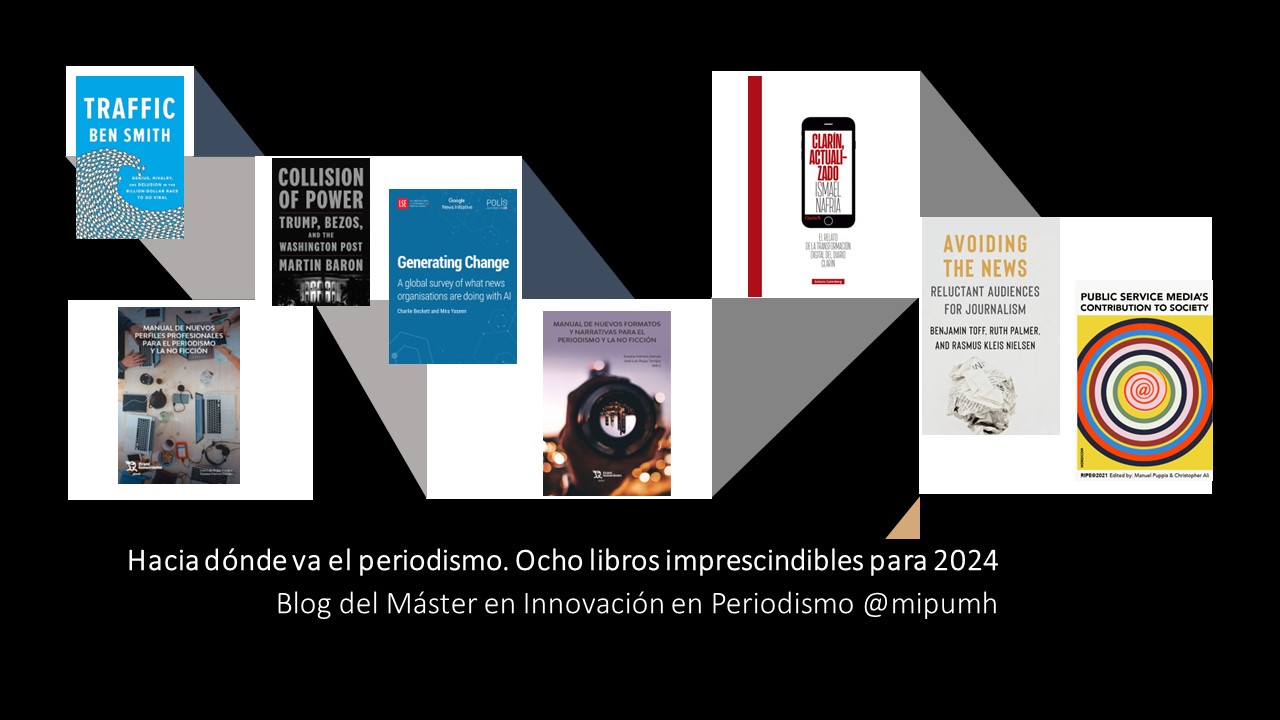 TRAFFIC
BEN SMITH
GENIUS, RIVALRY,
AND DELUSION IN THE
BILLION-DOLLAR RACE
TO GO VIRAL
COLLISION
OF POWER
TRUMP, BEZOS,
AND THE
WASHINGTON POST
MARTIN BARON
LSE
Google
News Initiative
POLIS
Generating Change
A global survey of what news
organisations are doing with AI
Charlie Beckett and Mira Yaseen
MANUAL DE NUEVOS
PERFILES PROFESIONALES
PARA EL PERIODISMO
Y LA NO FICCIÓN
MANUAL DE NUEVOS FORMATOS
Y NARRATIVAS PARA EL
PERIODISMO Y LA NO FICCIÓN
CLARÍN,
ACTUALI-
ZADO
ISMAEL
NAFRÍA
Clarín
EL RELATO
DE LA TRANSFORMACIÓN
DIGITAL DEL DIARIO
CLARÍN
AVOIDING
THE NEWS
RELUCTANT AUDIENCES
FOR JOURNALISM
BENJAMIN TOFF, RUTH PALMER,
AND RASMUS KLEIS NIELSEN
PUBLIC SERVICE MEDIA'S
CONTRIBUTION TO SOCIETY
@
NORDICOM
RIPE@2021 Edited by: Manuel Puppis & Christopher Ali
Hacia dónde va el periodismo. Ocho libros imprescindibles para 2024
Blog del Máster en Innovación en Periodismo @mipumh